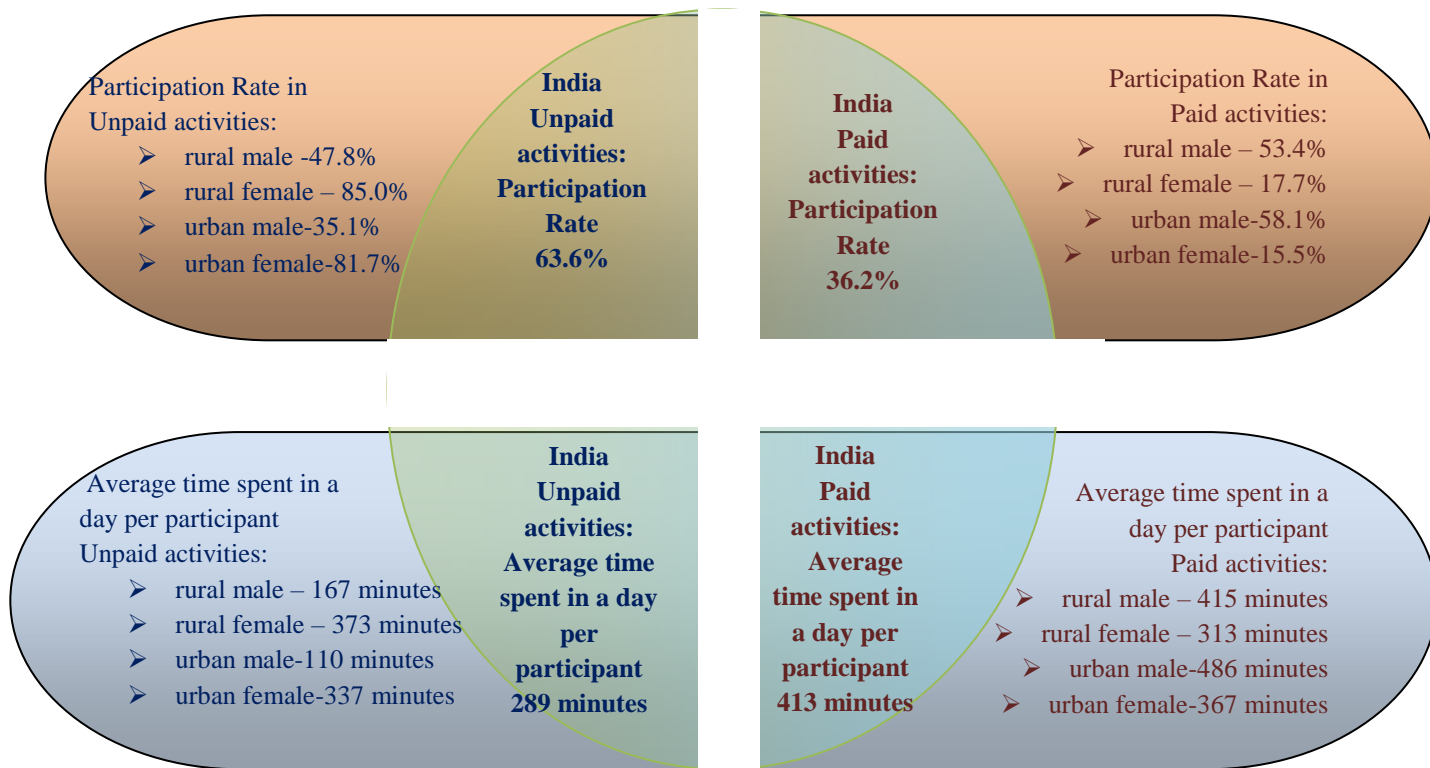 Participation Rate in
Unpaid activities:
➢ rural male -47.8%
➢ rural female – 85.0%
➢ urban male-35.1%
➢ urban female-81.7%
India
Unpaid
activities:
Participation
Rate
63.6%
India
Paid
activities:
Participation
Rate
36.2%
Participation Rate in
Paid activities:
➢ rural male – 53.4%
➢ rural female – 17.7%
➢ urban male-58.1%
➢ urban female-15.5%
Average time spent in a
day per participant
Unpaid activities:
➢ rural male – 167 minutes
➢ rural female – 373 minutes
➢ urban male-110 minutes
➢ urban female-337 minutes
India
Unpaid
activities:
Average time
spent in a day
per
participant
289 minutes
India
Paid
activities:
Average
time spent in
a day per
participant
413 minutes
Average time spent in a
day per participant
Paid activities:
➢ rural male – 415 minutes
➢ rural female – 313 minutes
➢ urban male-486 minutes
➢ urban female-367 minutes